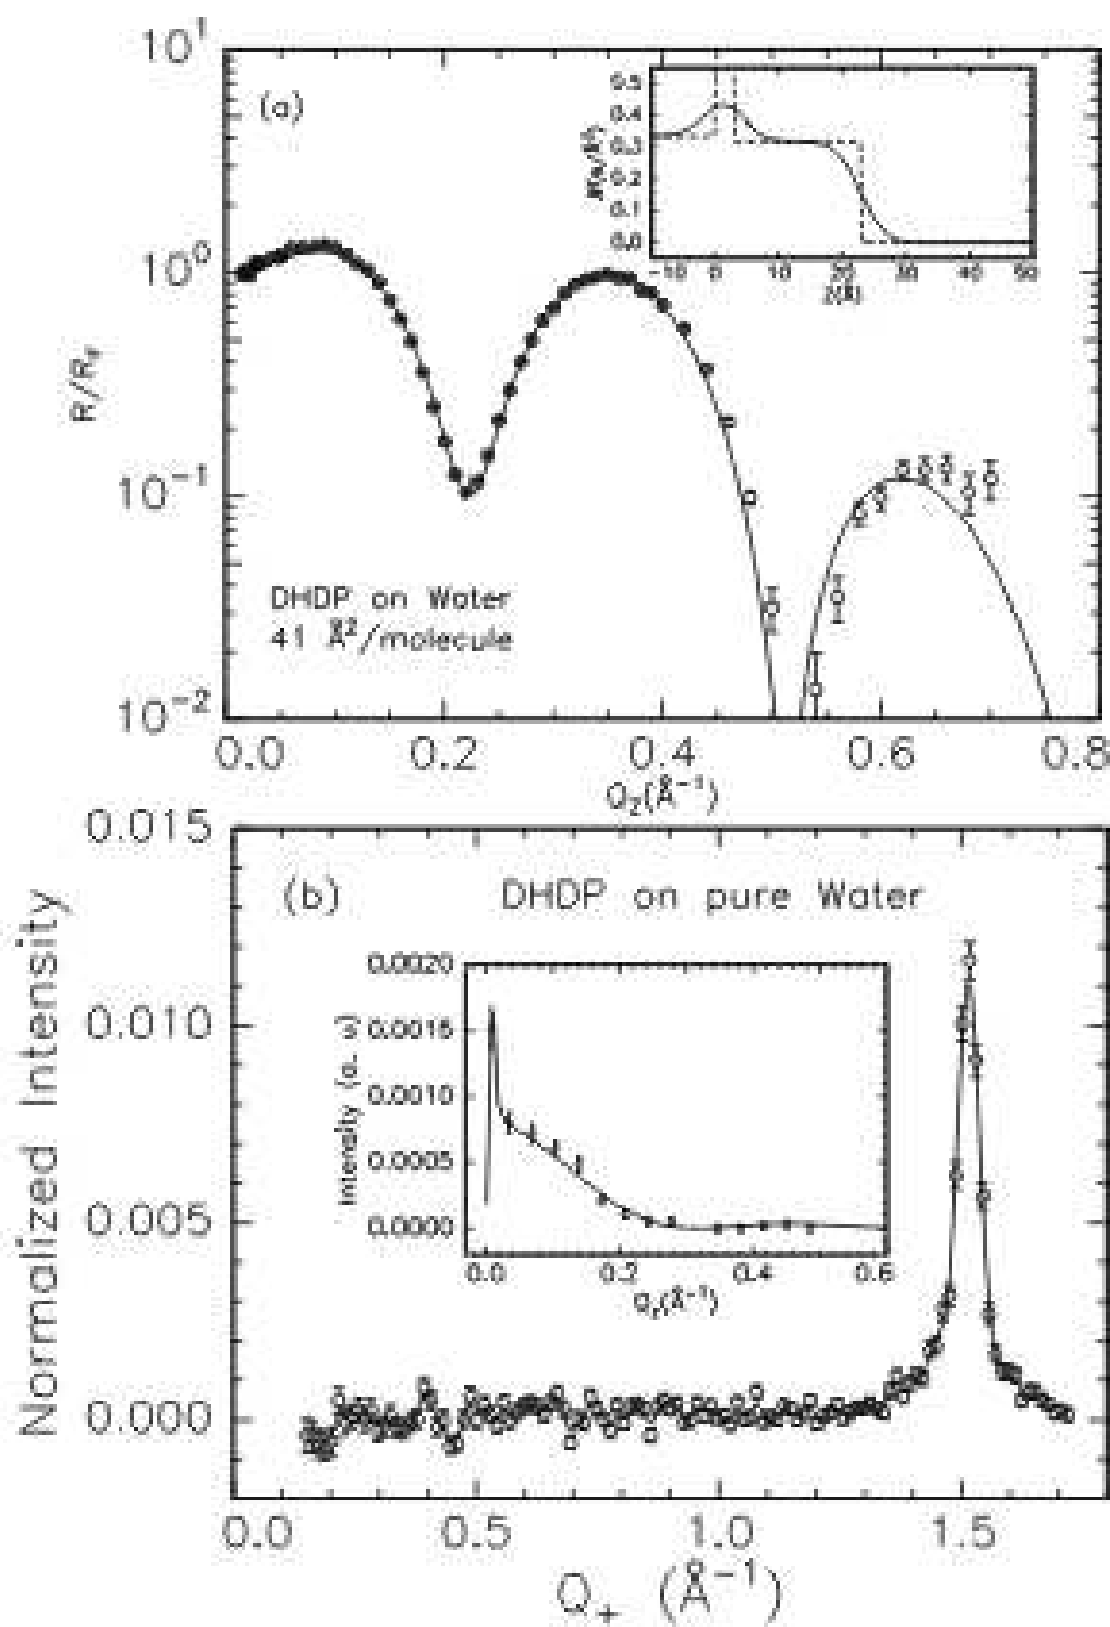 10¹
(a)
10⁰
R/Rf
10⁻¹
DHDP on Water
41 Å²/molecule
10⁻²
0.0 0.2 0.4 0.6 0.8
Q_Z(Å⁻¹)
0.5
0.4
0.3
0.2
0.1
0.0
-10 0 10 20 30 40 50
Z(Å)
0.015
(b) DHDP on pure Water
0.010
0.005
0.000
Normalized Intensity
0.0020
0.0015
0.0010
0.0005
0.0000
Intensity (a. u)
0.0 0.2 0.4 0.6
Q_z(Å⁻¹)
0.0 0.5 1.0 1.5
Q₊ (Å⁻¹)